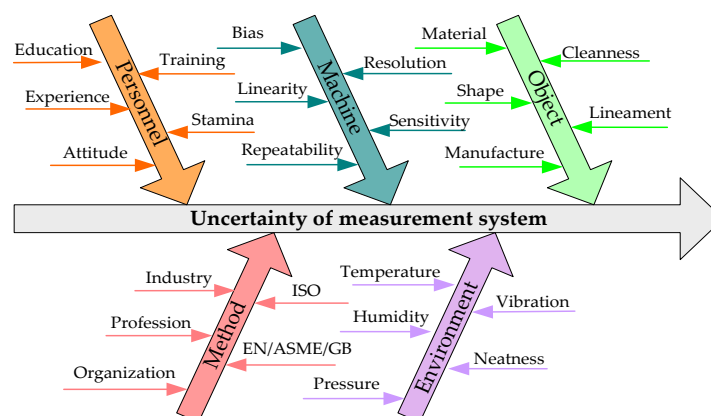 Education
Training
Experience
Stamina
Attitude
Personnel
Bias
Resolution
Linearity
Sensitivity
Repeatability
Machine
Material
Cleanness
Shape
Lineament
Manufacture
Object
Uncertainty of measurement system
Industry
ISO
Profession
EN/ASME/GB
Organization
Method
Temperature
Vibration
Humidity
Neatness
Pressure
Environment